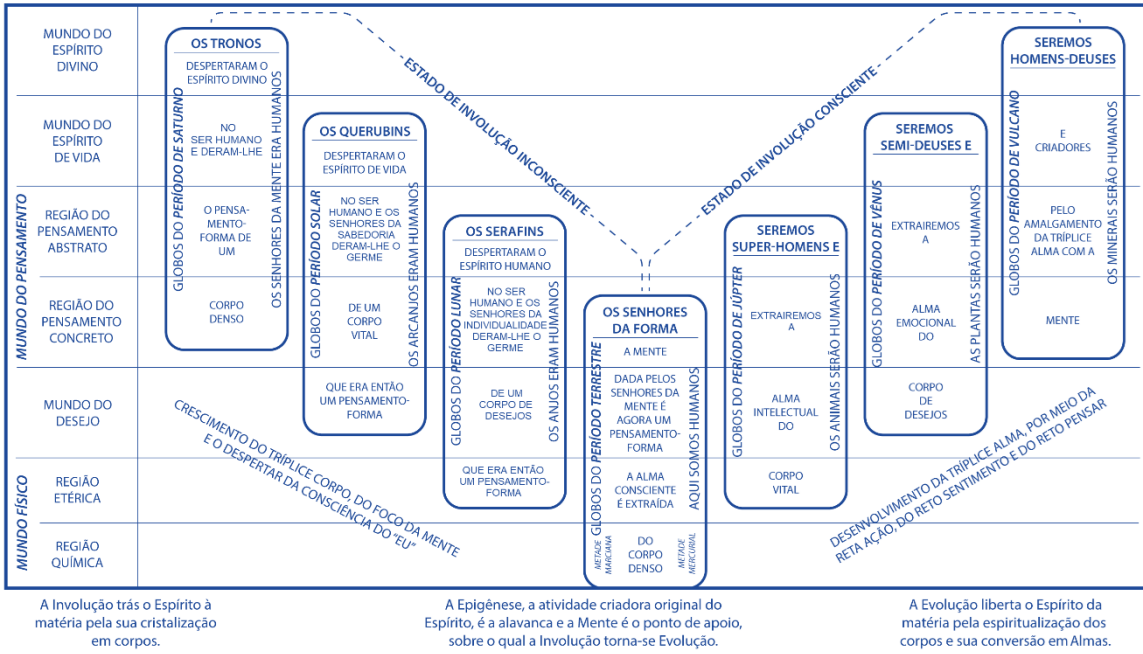 MUNDO DO
ESPÍRITO
DIVINO
MUNDO DO
ESPÍRITO
DE VIDA
MUNDO DO PENSAMENTO
REGIÃO DO
PENSAMENTO
ABSTRATO
REGIÃO DO
PENSAMENTO
CONCRETO
MUNDO DO
DESEJO
MUNDO FÍSICO
REGIÃO
ETÉRICA
REGIÃO
QUÍMICA
OS TRONOS
DESPERTARAM O
ESPÍRITO DIVINO
GLOBOS DO PERÍODO DE SATURNO
NO
SER HUMANO
E DERAM-LHE
O PENSA-
MENTO-
FORMA DE
UM
CORPO
DENSO
OS SENHORES DA MENTE ERA HUMANOS
OS QUERUBINS
DESPERTARAM O
ESPÍRITO DE VIDA
GLOBOS DO PERÍODO SOLAR
NO SER
HUMANO E OS
SENHORES DA
SABEDORIA
DERAM-LHE O
GERME
DE UM
CORPO
VITAL
QUE ERA ENTÃO
UM PENSAMENTO-
FORMA
OS ARCANJOS ERAM HUMANOS
OS SERAFINS
DESPERTARAM O
ESPÍRITO HUMANO
GLOBOS DO PERÍODO LUNAR
NO SER
HUMANO E OS
SENHORES DA
INDIVIDUALIDADE
DERAM-LHE O
GERME
DE UM
CORPO DE
DESEJOS
QUE ERA ENTÃO
UM PENSAMENTO-
FORMA
OS ANJOS ERAM HUMANOS
OS SENHORES
DA FORMA
A MENTE
GLOBOS DO PERÍODO TERRESTRE
DADA PELOS
SENHORES DA
MENTE É
AGORA UM
PENSAMENTO-
FORMA
A ALMA
CONSCIENTE
É EXTRAÍDA
DO
CORPO
DENSO
METADE
MARCIANA
METADE
MERCURIAL
AQUI SOMOS HUMANOS
SEREMOS
SUPER-HOMENS E
GLOBOS DO PERÍODO DE JÚPTER
EXTRAIREMOS
A
ALMA
INTELECTUAL
DO
CORPO
VITAL
OS ANIMAIS SERÃO HUMANOS
SEREMOS
SEMI-DEUSES E
GLOBOS DO PERÍODO DE VÊNUS
EXTRAIREMOS
A
ALMA
EMOCIONAL
DO
CORPO
DE
DESEJOS
AS PLANTAS SERÃO HUMANOS
SEREMOS
HOMENS-DEUSES
GLOBOS DO PERÍODO DE VULCANO
E
CRIADORES
PELO
AMALGAMENTO
DA TRÍPLICE
ALMA COM A
MENTE
OS MINERAIS SERÃO HUMANOS
ESTADO DE INVOLUÇÃO INCONSCIENTE
ESTADO DE INVOLUÇÃO CONSCIENTE
CRESCIMENTO DO TRÍPLICE CORPO, DO FOCO DA MENTE
E O DESPERTAR DA CONSCIÊNCIA DO "EU"
DESENVOLVIMENTO DA TRÍPLICE ALMA, POR MEIO DA
RETA AÇÃO, DO RETO SENTIMENTO E DO RETO PENSAR
A Involução trás o Espírito à
matéria pela sua cristalização
em corpos.
A Epigênese, a atividade criadora original do
Espírito, é a alavanca e a Mente é o ponto de apoio,
sobre o qual a Involução torna-se Evolução.
A Evolução liberta o Espírito da
matéria pela espiritualização dos
corpos e sua conversão em Almas.